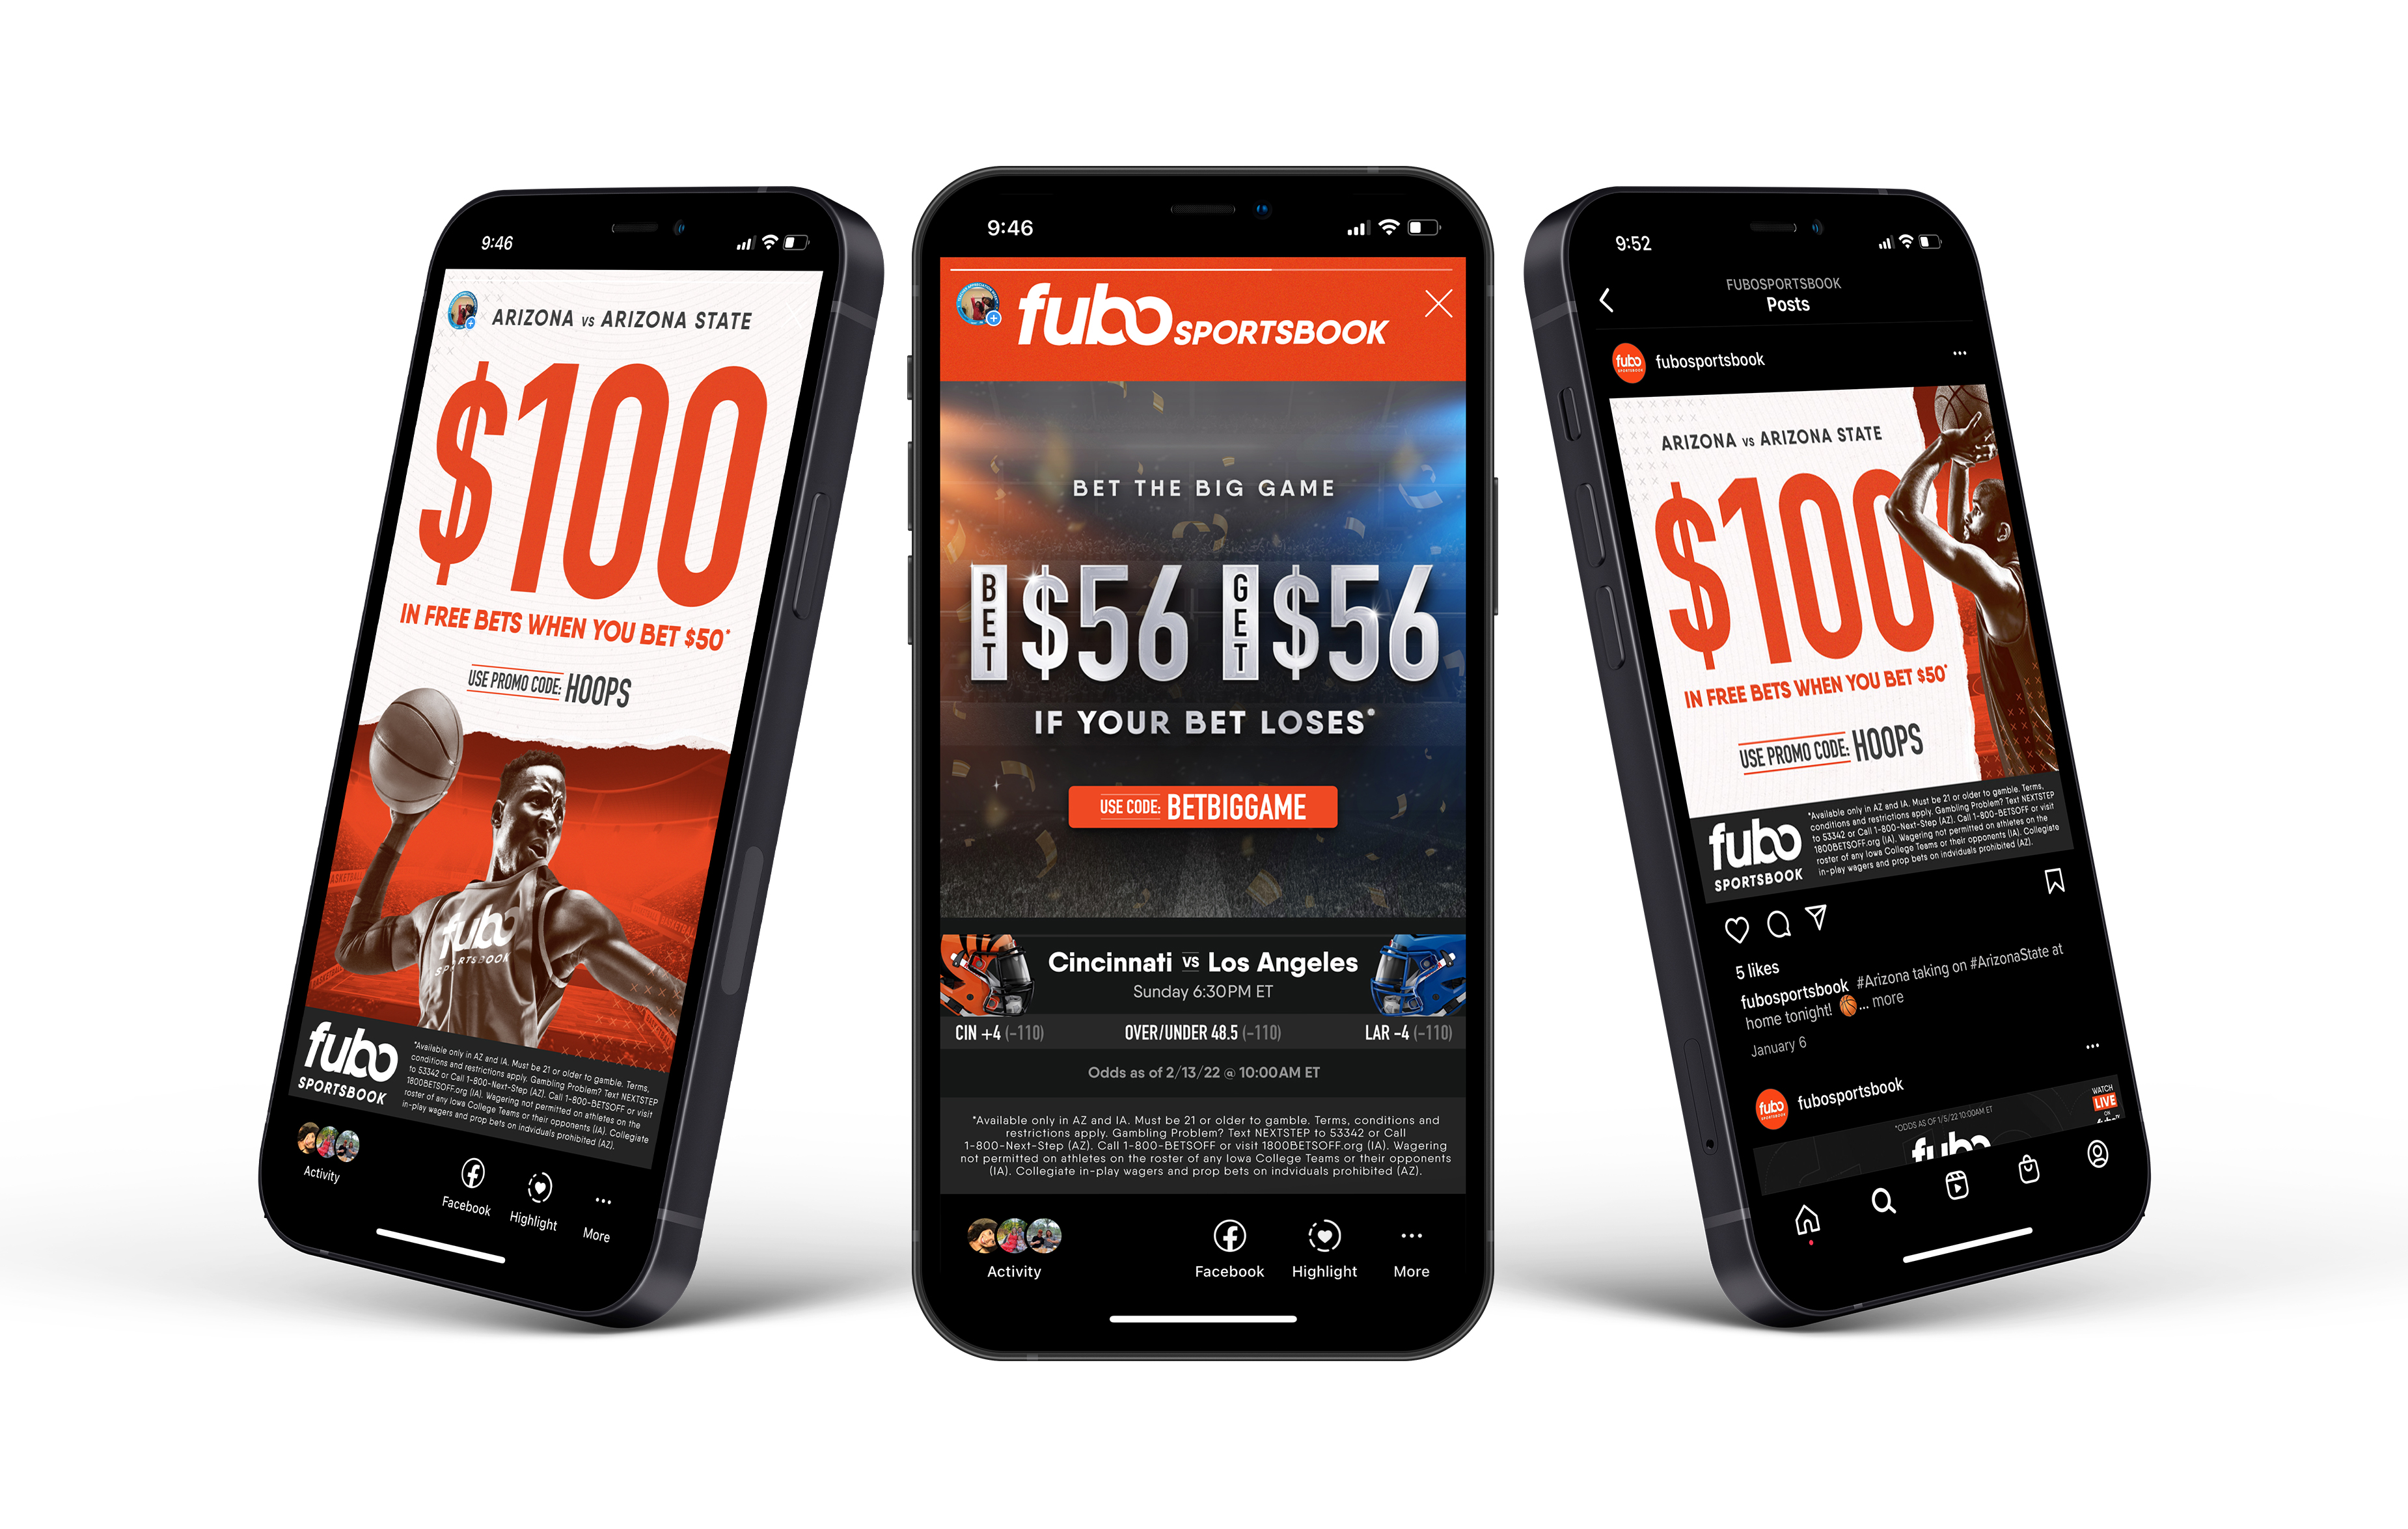 9:46
ARIZONA VS ARIZONA STATE
$100
IN FREE BETS WHEN YOU BET $50*
USE PROMO CODE: HOOPS
fubo
SPORTSBOOK
fubo
SPORTSBOOK
*Available only in AZ and IA. Must be 21 or older to gamble. Terms,
conditions and restrictions apply. Gambling Problem? Text NEXTSTEP
to 53342 or Call 1-800-Next-Step (AZ). Call 1-800-BETSOFF or visit
1800BETSOFF.org (IA). Wagering not permitted on athletes on the
roster of any Iowa College Teams or their opponents (IA). Collegiate
in-play wagers and prop bets on indviduals prohibited (AZ).
Activity
Facebook
Highlight
More
9:46
fubo SPORTSBOOK
BET THE BIG GAME
BET $56 GET $56
IF YOUR BET LOSES*
USE CODE: BETBIGGAME
Cincinnati VS Los Angeles
Sunday 6:30PM ET
CIN +4 (-110) OVER/UNDER 48.5 (-110) LAR -4 (-110)
Odds as of 2/13/22 @ 10:00AM ET
*Available only in AZ and IA. Must be 21 or older to gamble. Terms, conditions and
restrictions apply. Gambling Problem? Text NEXTSTEP to 53342 or Call
1-800-Next-Step (AZ). Call 1-800-BETSOFF or visit 1800BETSOFF.org (IA). Wagering
not permitted on athletes on the roster of any Iowa College Teams or their opponents
(IA). Collegiate in-play wagers and prop bets on indviduals prohibited (AZ).
Activity
Facebook
Highlight
More
9:52
FUBOSPORTSBOOK
Posts
fubo
SPORTSBOOK
fubosportsbook
ARIZONA VS ARIZONA STATE
$100
IN FREE BETS WHEN YOU BET $50*
USE PROMO CODE: HOOPS
fubo
SPORTSBOOK
*Available only in AZ and IA. Must be 21 or older to gamble. Terms,
conditions and restrictions apply. Gambling Problem? Text NEXTSTEP
to 53342 or Call 1-800-Next-Step (AZ). Call 1-800-BETSOFF or visit
1800BETSOFF.org (IA). Wagering not permitted on athletes on the
roster of any Iowa College Teams or their opponents (IA). Collegiate
in-play wagers and prop bets on indviduals prohibited (AZ).
5 likes
fubosportsbook #Arizona taking on #ArizonaState at
home tonight! 🏀... more
January 6
fubo
SPORTSBOOK
fubosportsbook
*ODDS AS OF 1/5/22 10:00AM ET
fubo
WATCH
LIVE
ON